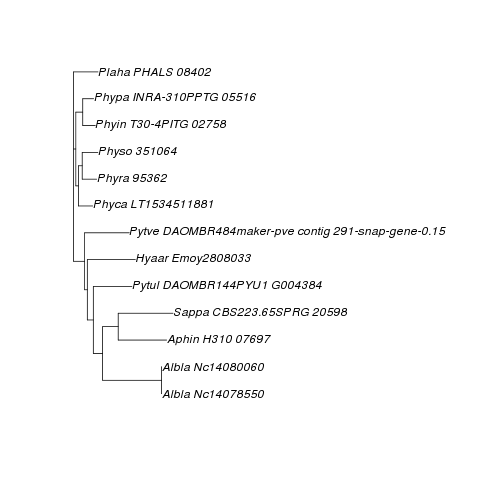 Plaha PHALS 08402
Phypa INRA-310PPTG 05516
Phyin T30-4PITG 02758
Physo 351064
Phyra 95362
Phyca LT1534511881
Pytve DAOMBR484maker-pve contig 291-snap-gene-0.15
Hyaar Emoy2808033
Pytul DAOMBR144PYU1 G004384
Sappa CBS223.65SPRG 20598
Aphin H310 07697
Albla Nc14080060
Albla Nc14078550